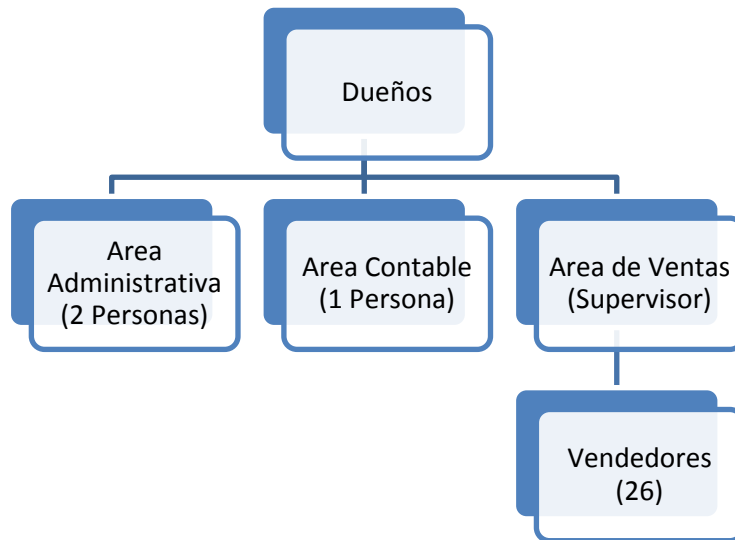 Dueños
Area
Administrativa
(2 Personas)
Area Contable
(1 Persona)
Area de Ventas
(Supervisor)
Vendedores
(26)